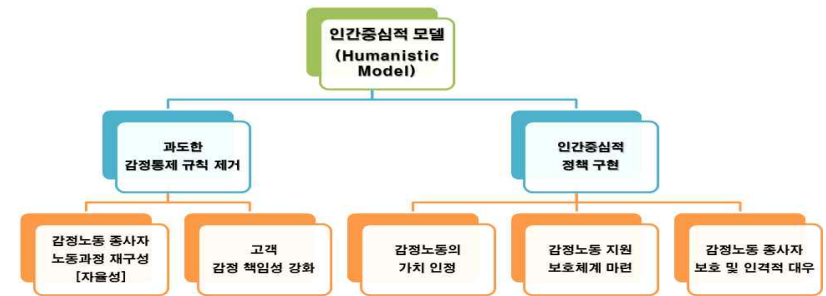 인간중심적 모델
(Humanistic
Model)
과도한
감정통제 규칙 제거
인간중심적
정책 구현
감정노동 종사자
노동과정 재구성
[자율성]
고객
감정 책임성 강화
감정노동의
가치 인정
감정노동 지원
보호체계 마련
감정노동 종사자
보호 및 인격적 대우